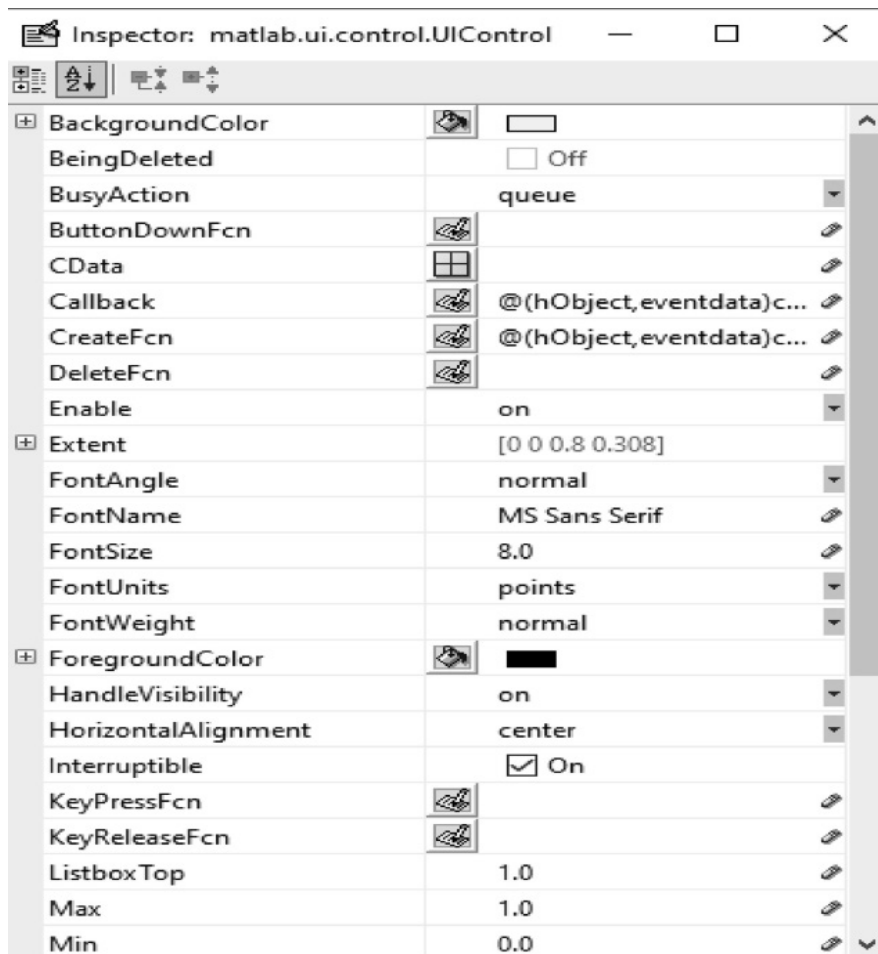 Inspector: matlab.ui.control.UIControl
BackgroundColor
BeingDeleted Off
BusyAction queue
ButtonDownFcn
CData
Callback @(hObject,eventdata)c...
CreateFcn @(hObject,eventdata)c...
DeleteFcn
Enable on
Extent [0 0 0.8 0.308]
FontAngle normal
FontName MS Sans Serif
FontSize 8.0
FontUnits points
FontWeight normal
ForegroundColor
HandleVisibility on
HorizontalAlignment center
Interruptible On
KeyPressFcn
KeyReleaseFcn
ListboxTop 1.0
Max 1.0
Min 0.0